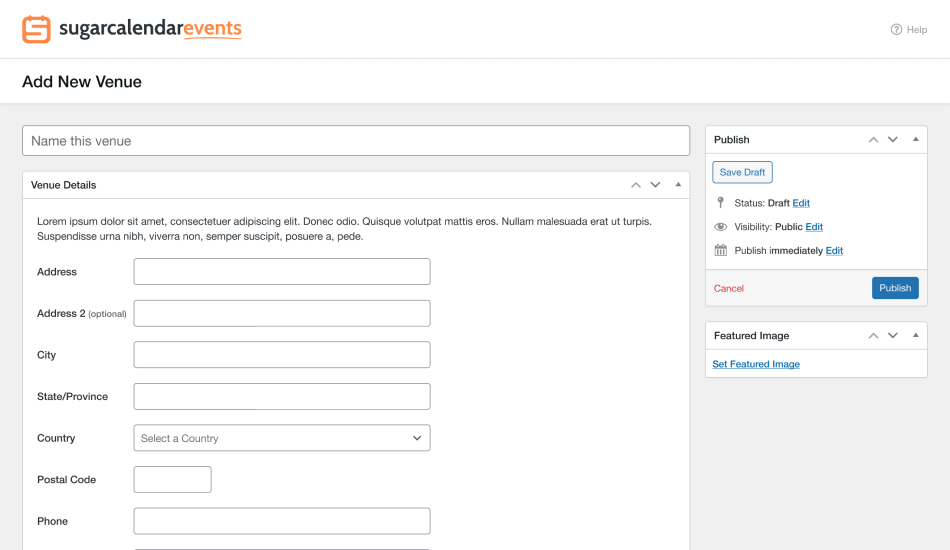 sugarcalendarevents
Help
Add New Venue
Name this venue
Venue Details
Lorem ipsum dolor sit amet, consectetuer adipiscing elit. Donec odio. Quisque volutpat mattis eros. Nullam malesuada erat ut turpis.
Suspendisse urna nibh, viverra non, semper suscipit, posuere a, pede.
Address
Address 2 (optional)
City
State/Province
Country
Select a Country
Postal Code
Phone
Publish
Save Draft
Status: Draft Edit
Visibility: Public Edit
Publish immediately Edit
Cancel
Publish
Featured Image
Set Featured Image